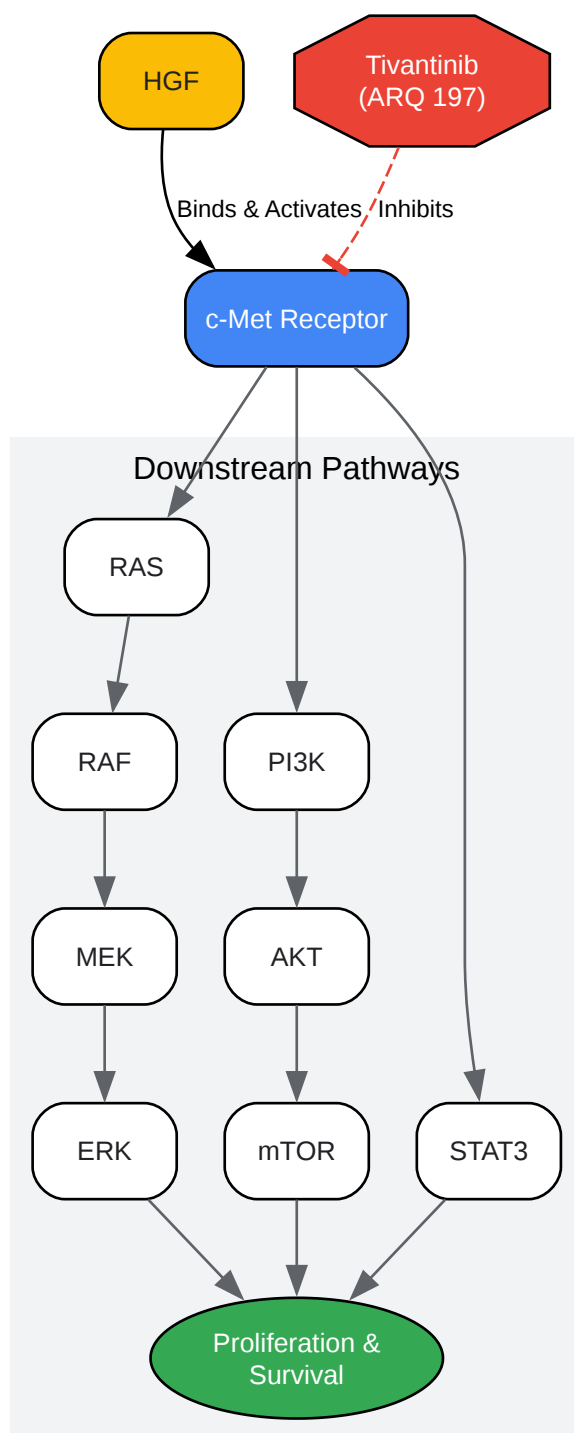 HGF
Tivantinib
(ARQ 197)
Binds & Activates
Inhibits
c-Met Receptor
Downstream Pathways
RAS
RAF
PI3K
MEK
AKT
ERK
mTOR
STAT3
Proliferation &
Survival